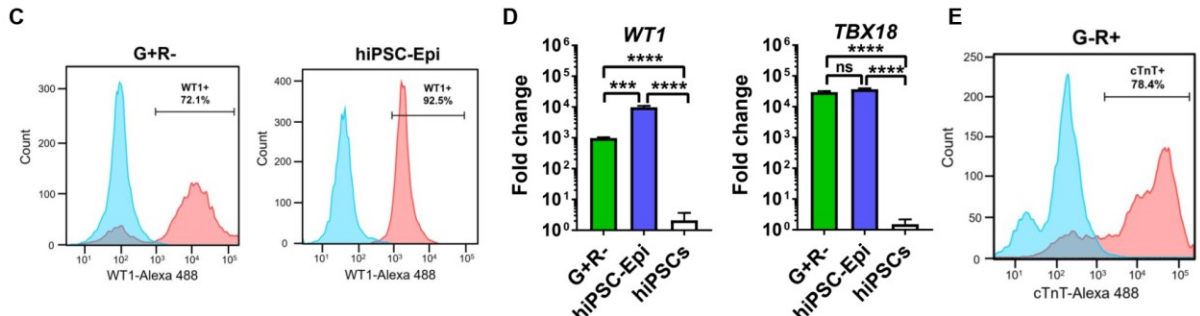 C
G+R-
WT1+
72.1%
Count
300
200
100
0
10¹ 10² 10³ 10⁴ 10⁵
WT1-Alexa 488
hiPSC-Epi
WT1+
92.5%
Count
400
300
200
100
0
10¹ 10² 10³ 10⁴ 10⁵
WT1-Alexa 488
D
WT1
Fold change
10⁶
10⁵
10⁴
10³
10²
10¹
10⁰
****
*** ****
G+R-
hiPSC-Epi
hiPSCs
TBX18
Fold change
10⁶
10⁵
10⁴
10³
10²
10¹
10⁰
****
ns ****
G+R-
hiPSC-Epi
hiPSCs
E
G-R+
cTnT+
78.4%
Count
250
200
150
100
50
0
10¹ 10² 10³ 10⁴ 10⁵
cTnT-Alexa 488